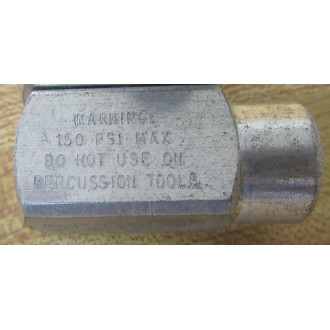 WARNING:
150 PSI MAX
DO NOT USE ON
PERCUSSION TOOLS